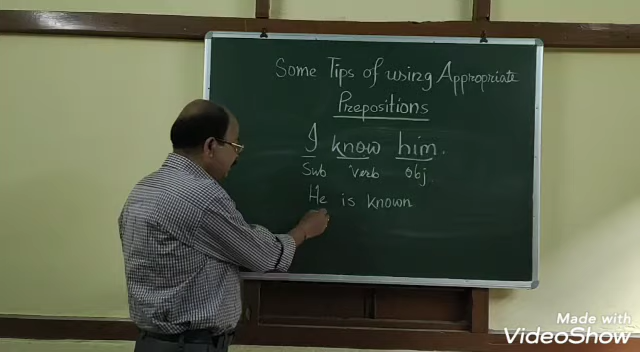 Some Tips of using Appropriate
Prepositions
I know him.
Sub verb obj.
He is known
Made with
VideoShow